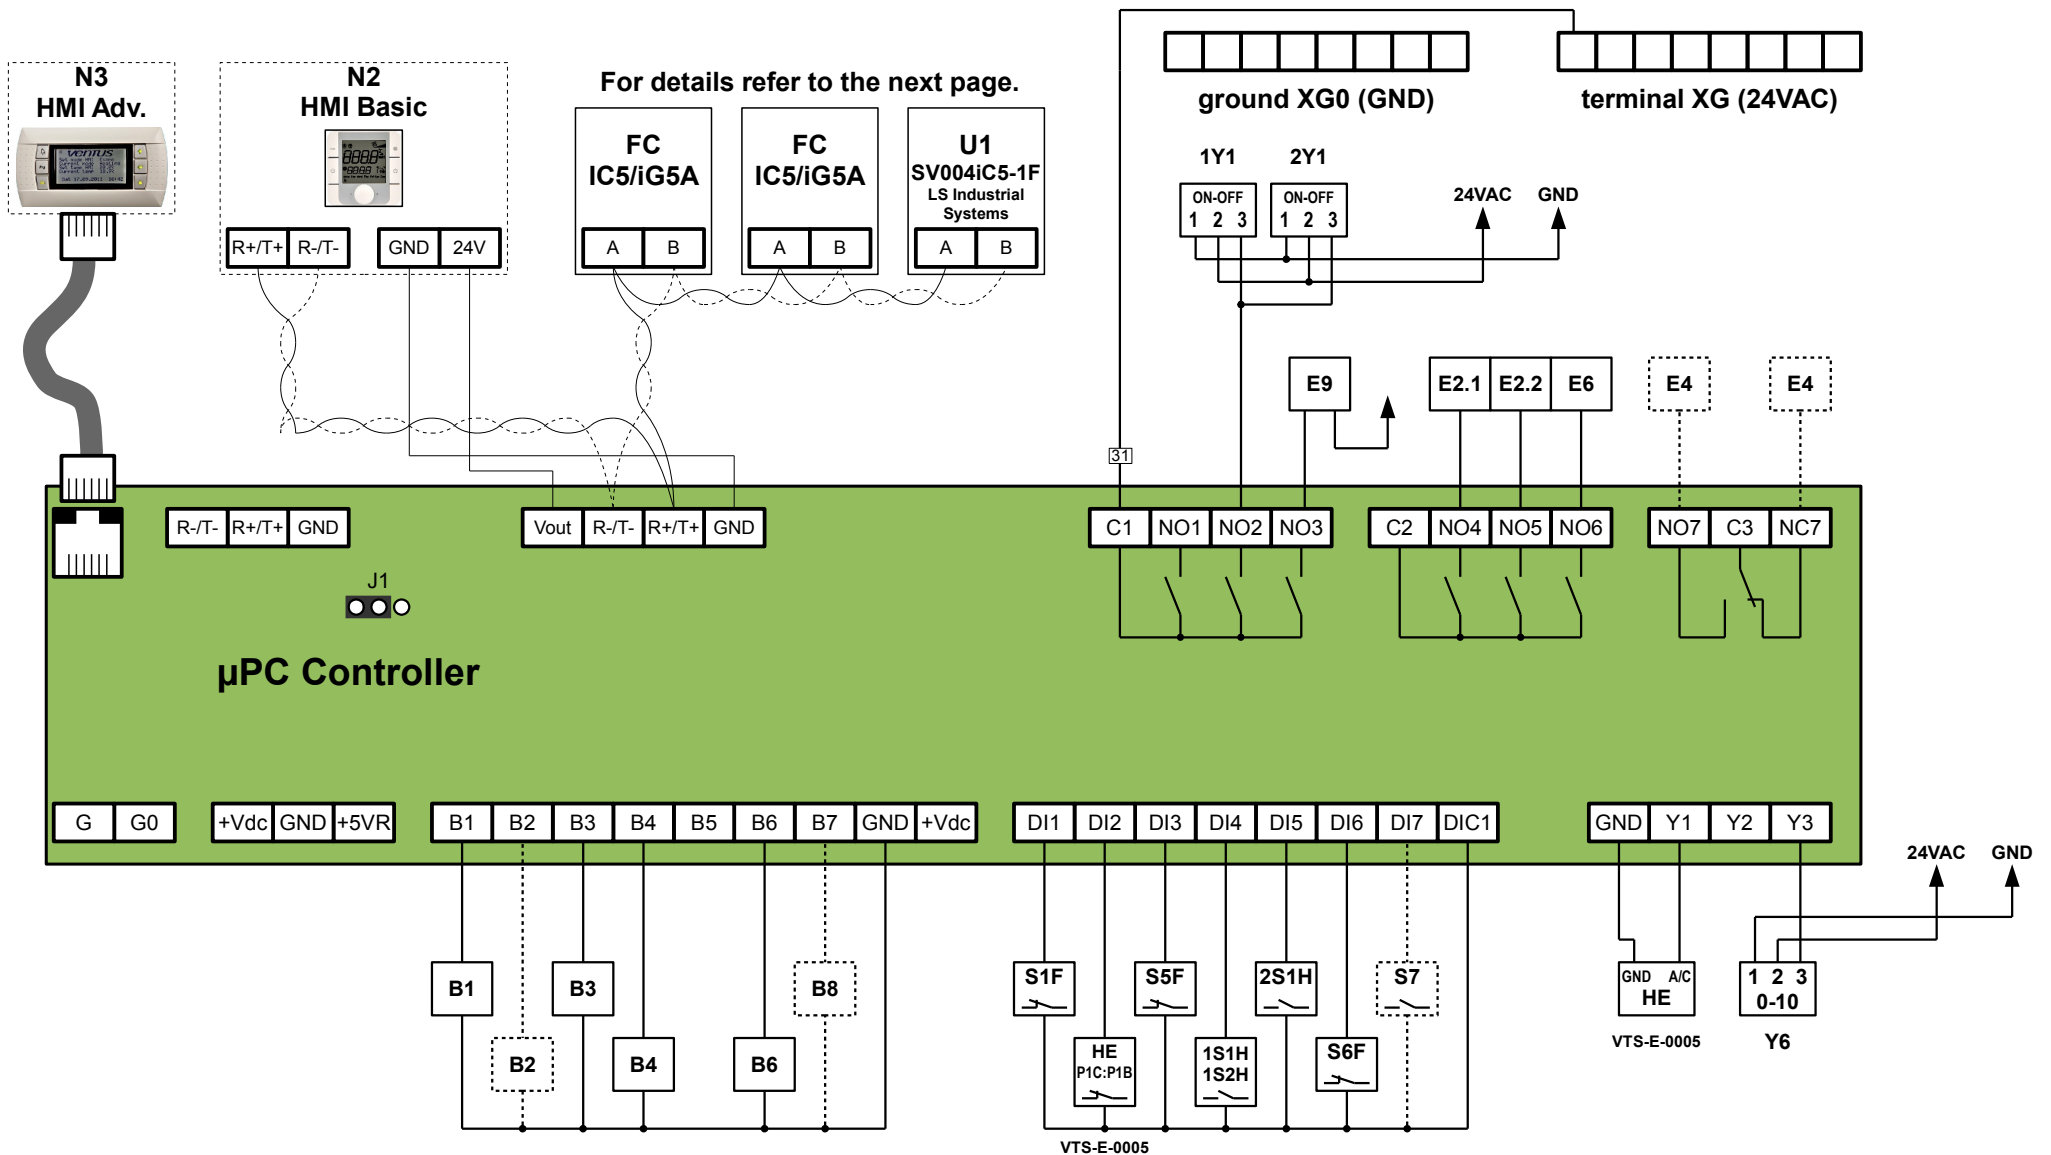 N3
HMI Adv.
ventus
N2
HMI Basic
R+/T+ R-/T- GND 24V
For details refer to the next page.
FC
IC5/iG5A
A B
FC
IC5/iG5A
A B
U1
SV004iC5-1F
LS Industrial
Systems
A B
ground XG0 (GND)
terminal XG (24VAC)
1Y1 2Y1
ON-OFF
1 2 3
ON-OFF
1 2 3
24VAC GND
E9 E2.1 E2.2 E6 E4 E4
31
R-/T- R+/T+ GND
Vout R-/T- R+/T+ GND
C1 NO1 NO2 NO3
C2 NO4 NO5 NO6
NO7 C3 NC7
J1
µPC Controller
G G0
+Vdc GND +5VR
B1 B2 B3 B4 B5 B6 B7 GND +Vdc
DI1 DI2 DI3 DI4 DI5 DI6 DI7 DIC1
GND Y1 Y2 Y3
24VAC GND
B1 B3 B8
B2 B4 B6
S1F S5F 2S1H S7
HE
P1C:P1B
1S1H
1S2H
S6F
VTS-E-0005
GND A/C
HE
VTS-E-0005
1 2 3
0-10
Y6